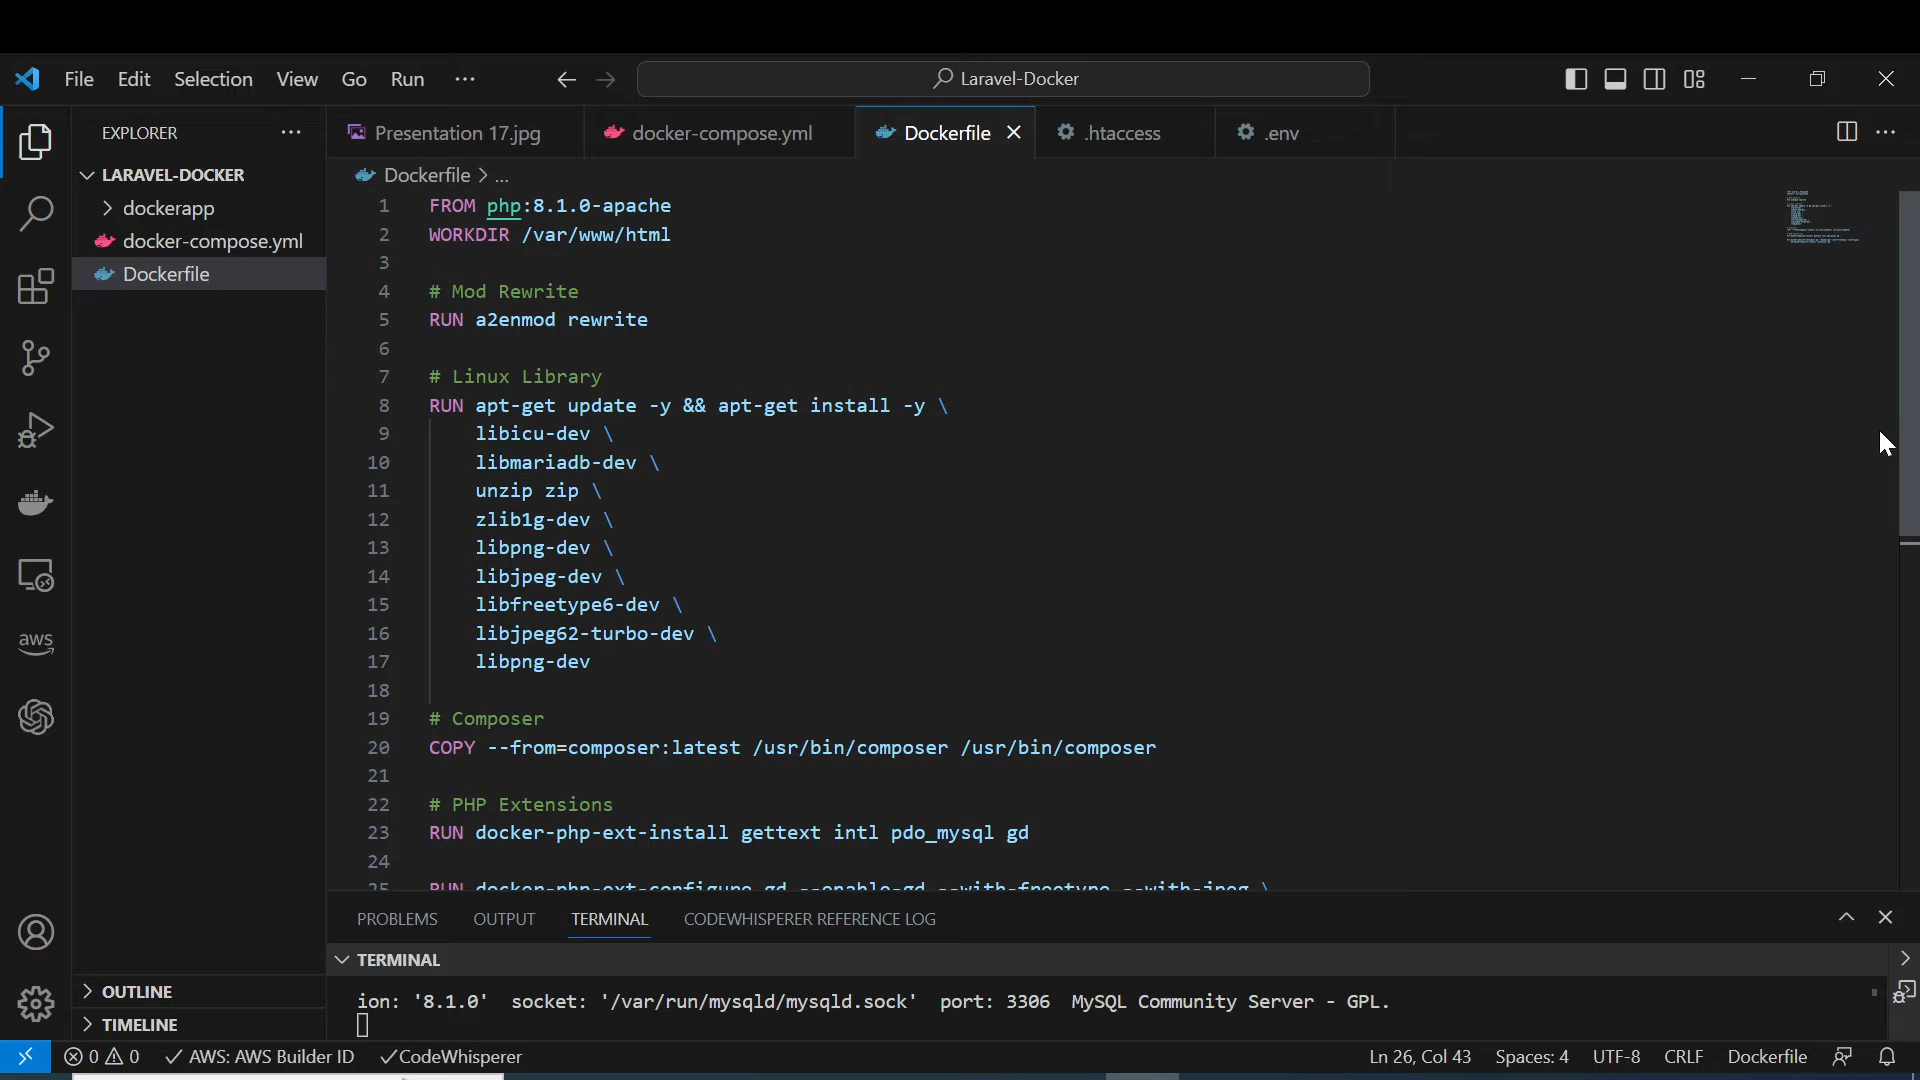 File Edit Selection View Go Run ···
Laravel-Docker
EXPLORER ···
LARAVEL-DOCKER
dockerapp
docker-compose.yml
Dockerfile
aws
OUTLINE
TIMELINE
Presentation 17.jpg docker-compose.yml Dockerfile .htaccess .env ···
Dockerfile > ...
1 FROM php:8.1.0-apache
2 WORKDIR /var/www/html
3
4 # Mod Rewrite
5 RUN a2enmod rewrite
6
7 # Linux Library
8 RUN apt-get update -y && apt-get install -y \
9 libicu-dev \
10 libmariadb-dev \
11 unzip zip \
12 zlib1g-dev \
13 libpng-dev \
14 libjpeg-dev \
15 libfreetype6-dev \
16 libjpeg62-turbo-dev \
17 libpng-dev
18
19 # Composer
20 COPY --from=composer:latest /usr/bin/composer /usr/bin/composer
21
22 # PHP Extensions
23 RUN docker-php-ext-install gettext intl pdo_mysql gd
24
25 RUN docker-php-ext-configure gd --enable-gd --with-freetype --with-jpeg \
PROBLEMS OUTPUT TERMINAL CODEWHISPERER REFERENCE LOG
TERMINAL
ion: '8.1.0'  socket: '/var/run/mysqld/mysqld.sock'  port: 3306  MySQL Community Server - GPL.
0 0 AWS: AWS Builder ID CodeWhisperer Ln 26, Col 43 Spaces: 4 UTF-8 CRLF Dockerfile